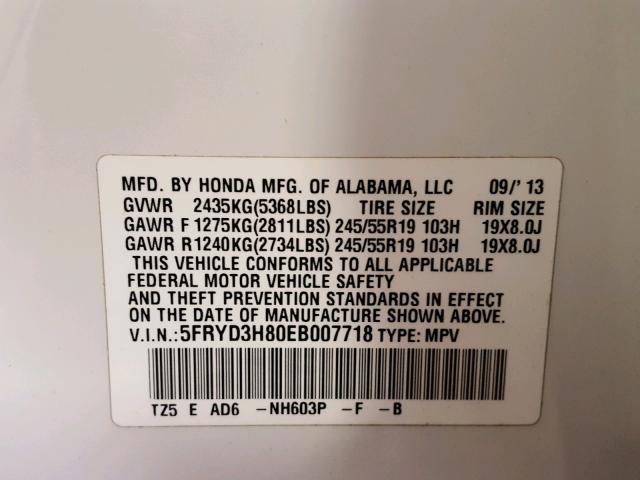 MFD. BY HONDA MFG. OF ALABAMA, LLC 09/' 13
GVWR 2435KG(5368LBS) TIRE SIZE RIM SIZE
GAWR F 1275KG(2811LBS) 245/55R19 103H 19X8.0J
GAWR R 1240KG(2734LBS) 245/55R19 103H 19X8.0J
THIS VEHICLE CONFORMS TO ALL APPLICABLE
FEDERAL MOTOR VEHICLE SAFETY
AND THEFT PREVENTION STANDARDS IN EFFECT
ON THE DATE OF MANUFACTURE SHOWN ABOVE.
V.I.N.:5FRYD3H80EB007718 TYPE: MPV
TZ5 E AD6 -NH603P -F -B